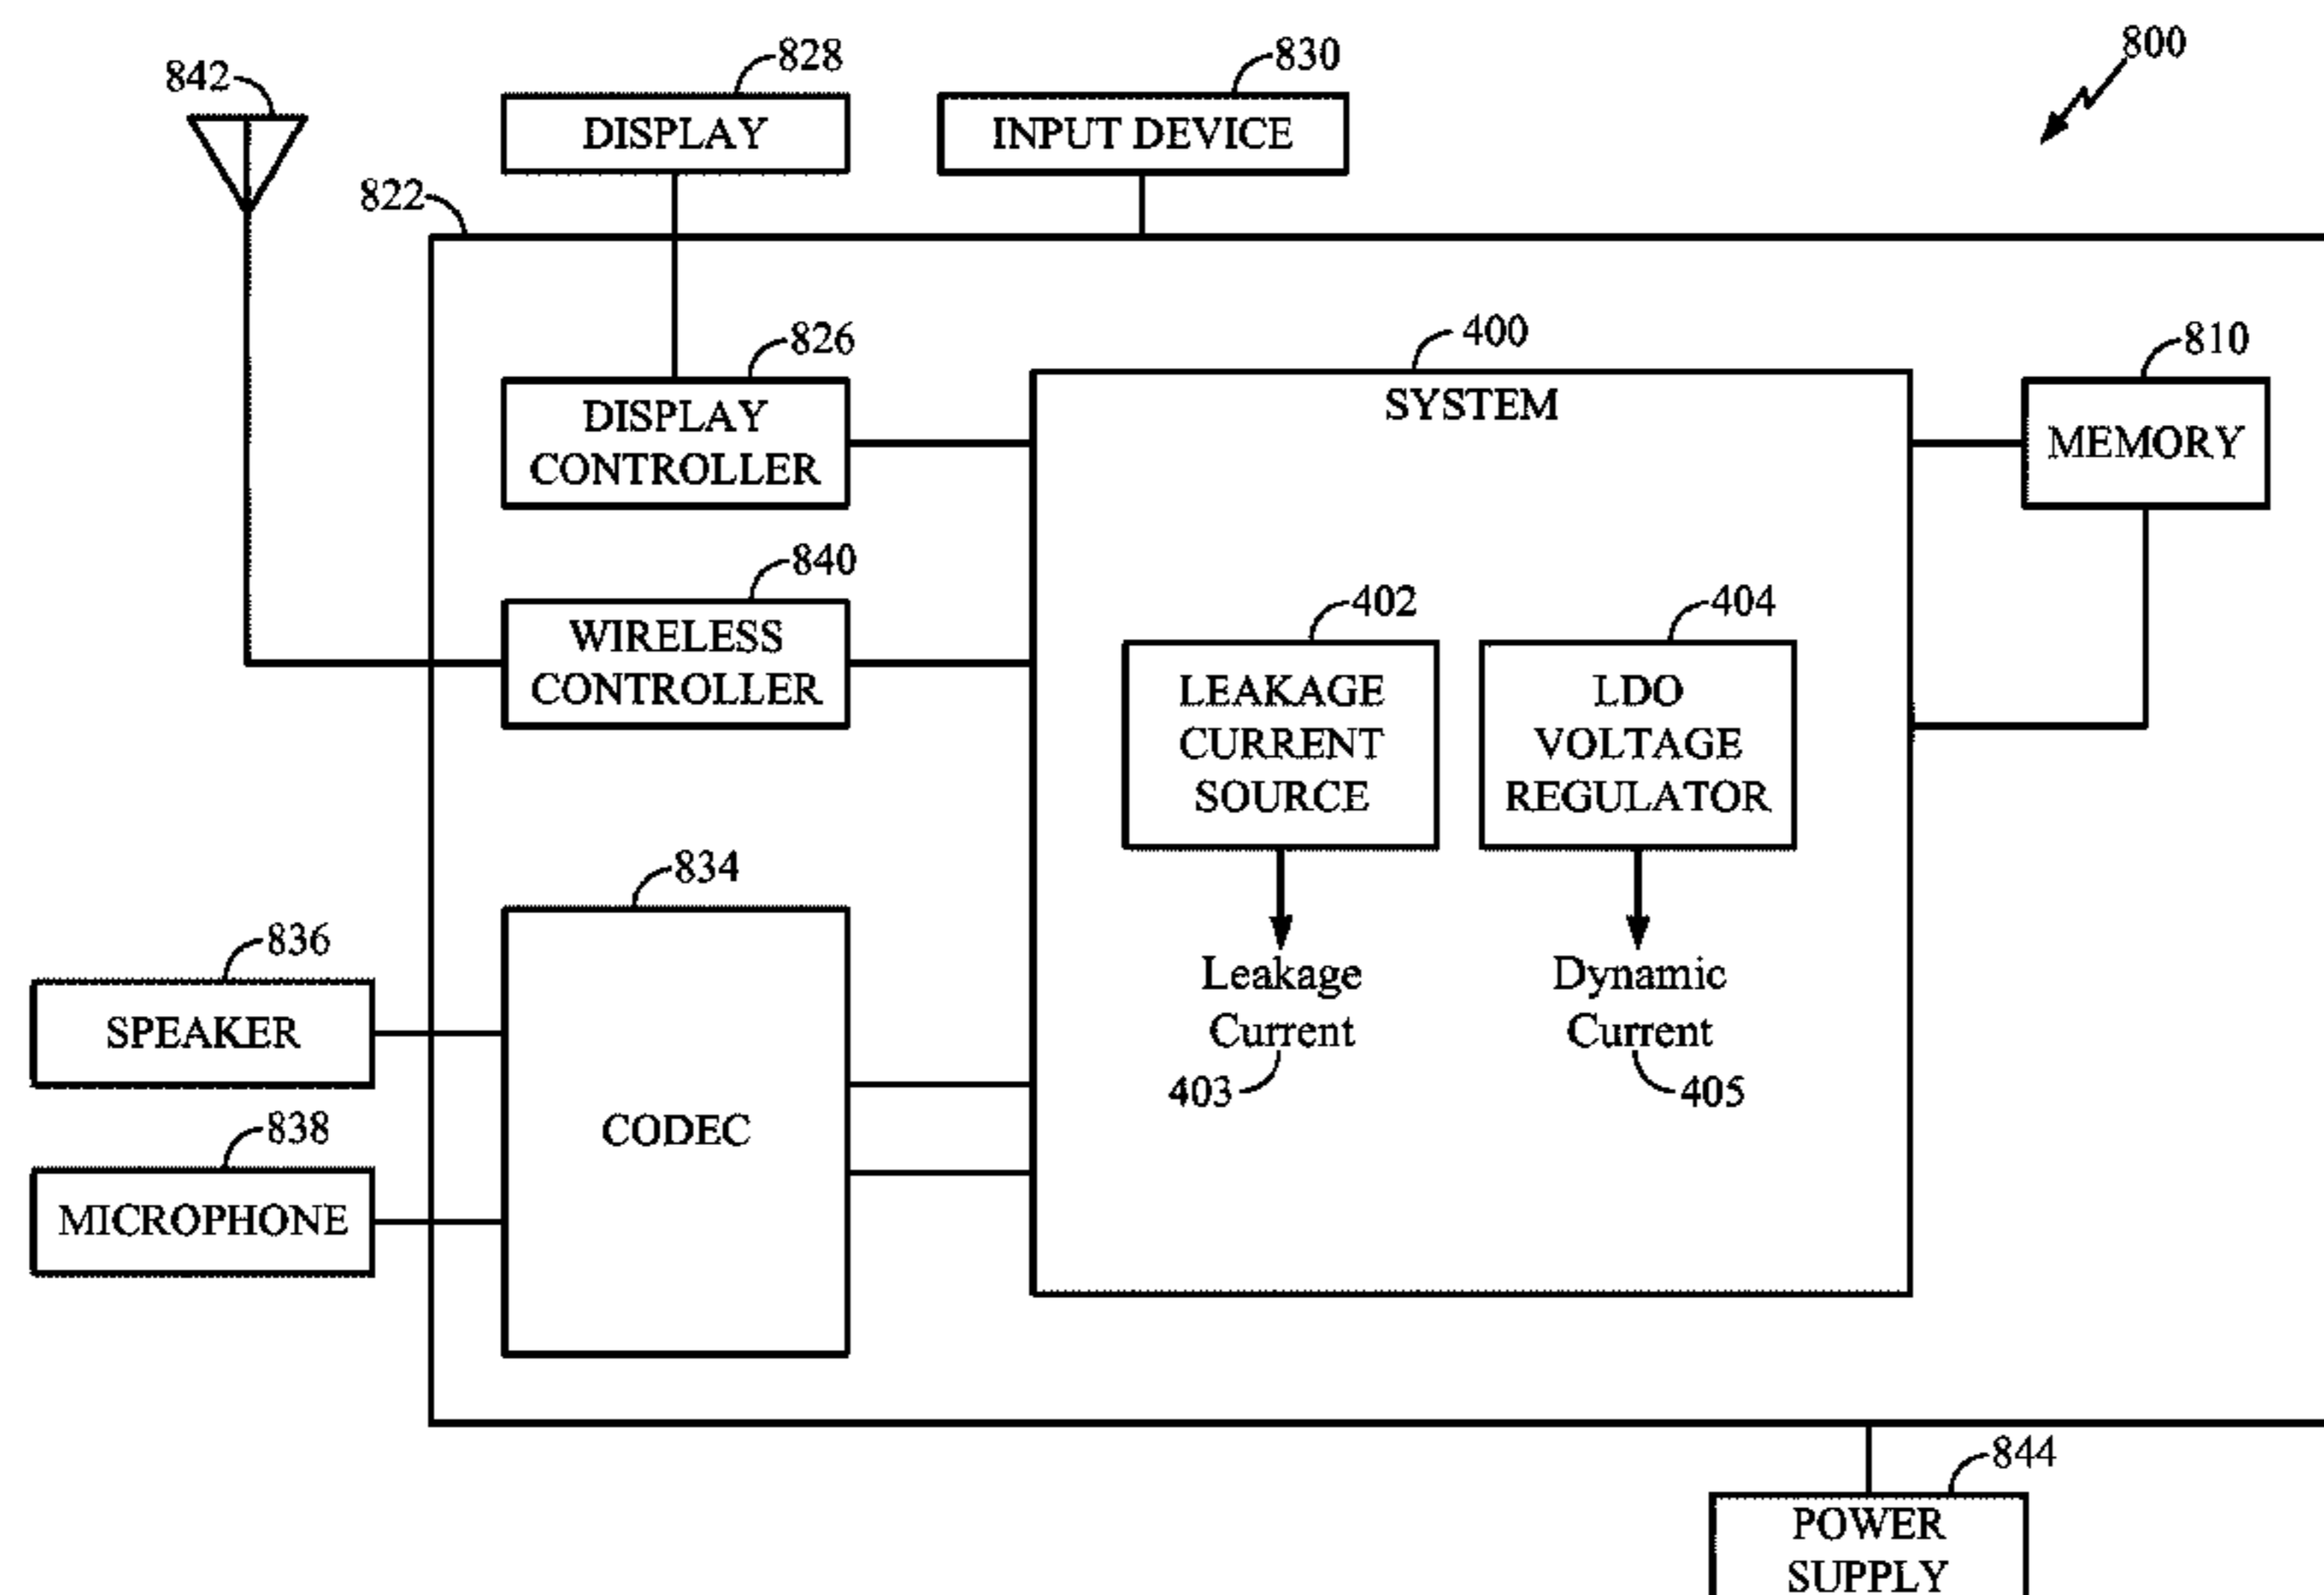 842
828
DISPLAY
830
INPUT DEVICE
800
822
826
DISPLAY
CONTROLLER
840
WIRELESS
CONTROLLER
834
CODEC
836
SPEAKER
838
MICROPHONE
400
SYSTEM
402
LEAKAGE
CURRENT
SOURCE
Leakage
Current
403
404
LDO
VOLTAGE
REGULATOR
Dynamic
Current
405
810
MEMORY
844
POWER
SUPPLY